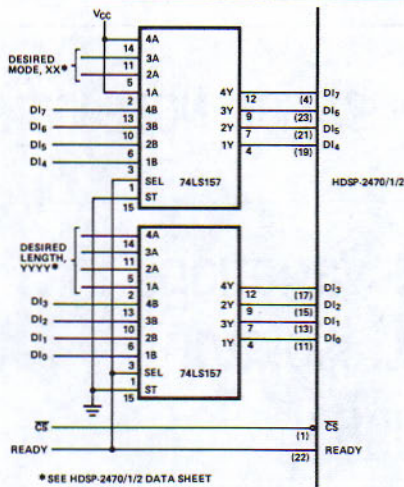 VCC
DESIRED
MODE, XX*
14 4A
11 3A
5 2A
2 1A
DI7 13 4B
DI6 10 3B
DI5 6 2B
DI4 3 1B
1 SEL
15 ST
74LS157
4Y 12 (4) DI7
3Y 9 (23) DI6
2Y 7 (21) DI5
1Y 4 (19) DI4
HDSP-2470/1/2
DESIRED
LENGTH,
YYYY*
14 4A
11 3A
5 2A
2 1A
DI3 13 4B
DI2 10 3B
DI1 6 2B
DI0 3 1B
1 SEL
15 ST
74LS157
4Y 12 (17) DI3
2Y 9 (15) DI2
3Y 7 (13) DI1
1Y 4 (11) DI0
CS (1) CS
READY (22) READY
*SEE HDSP-2470/1/2 DATA SHEET